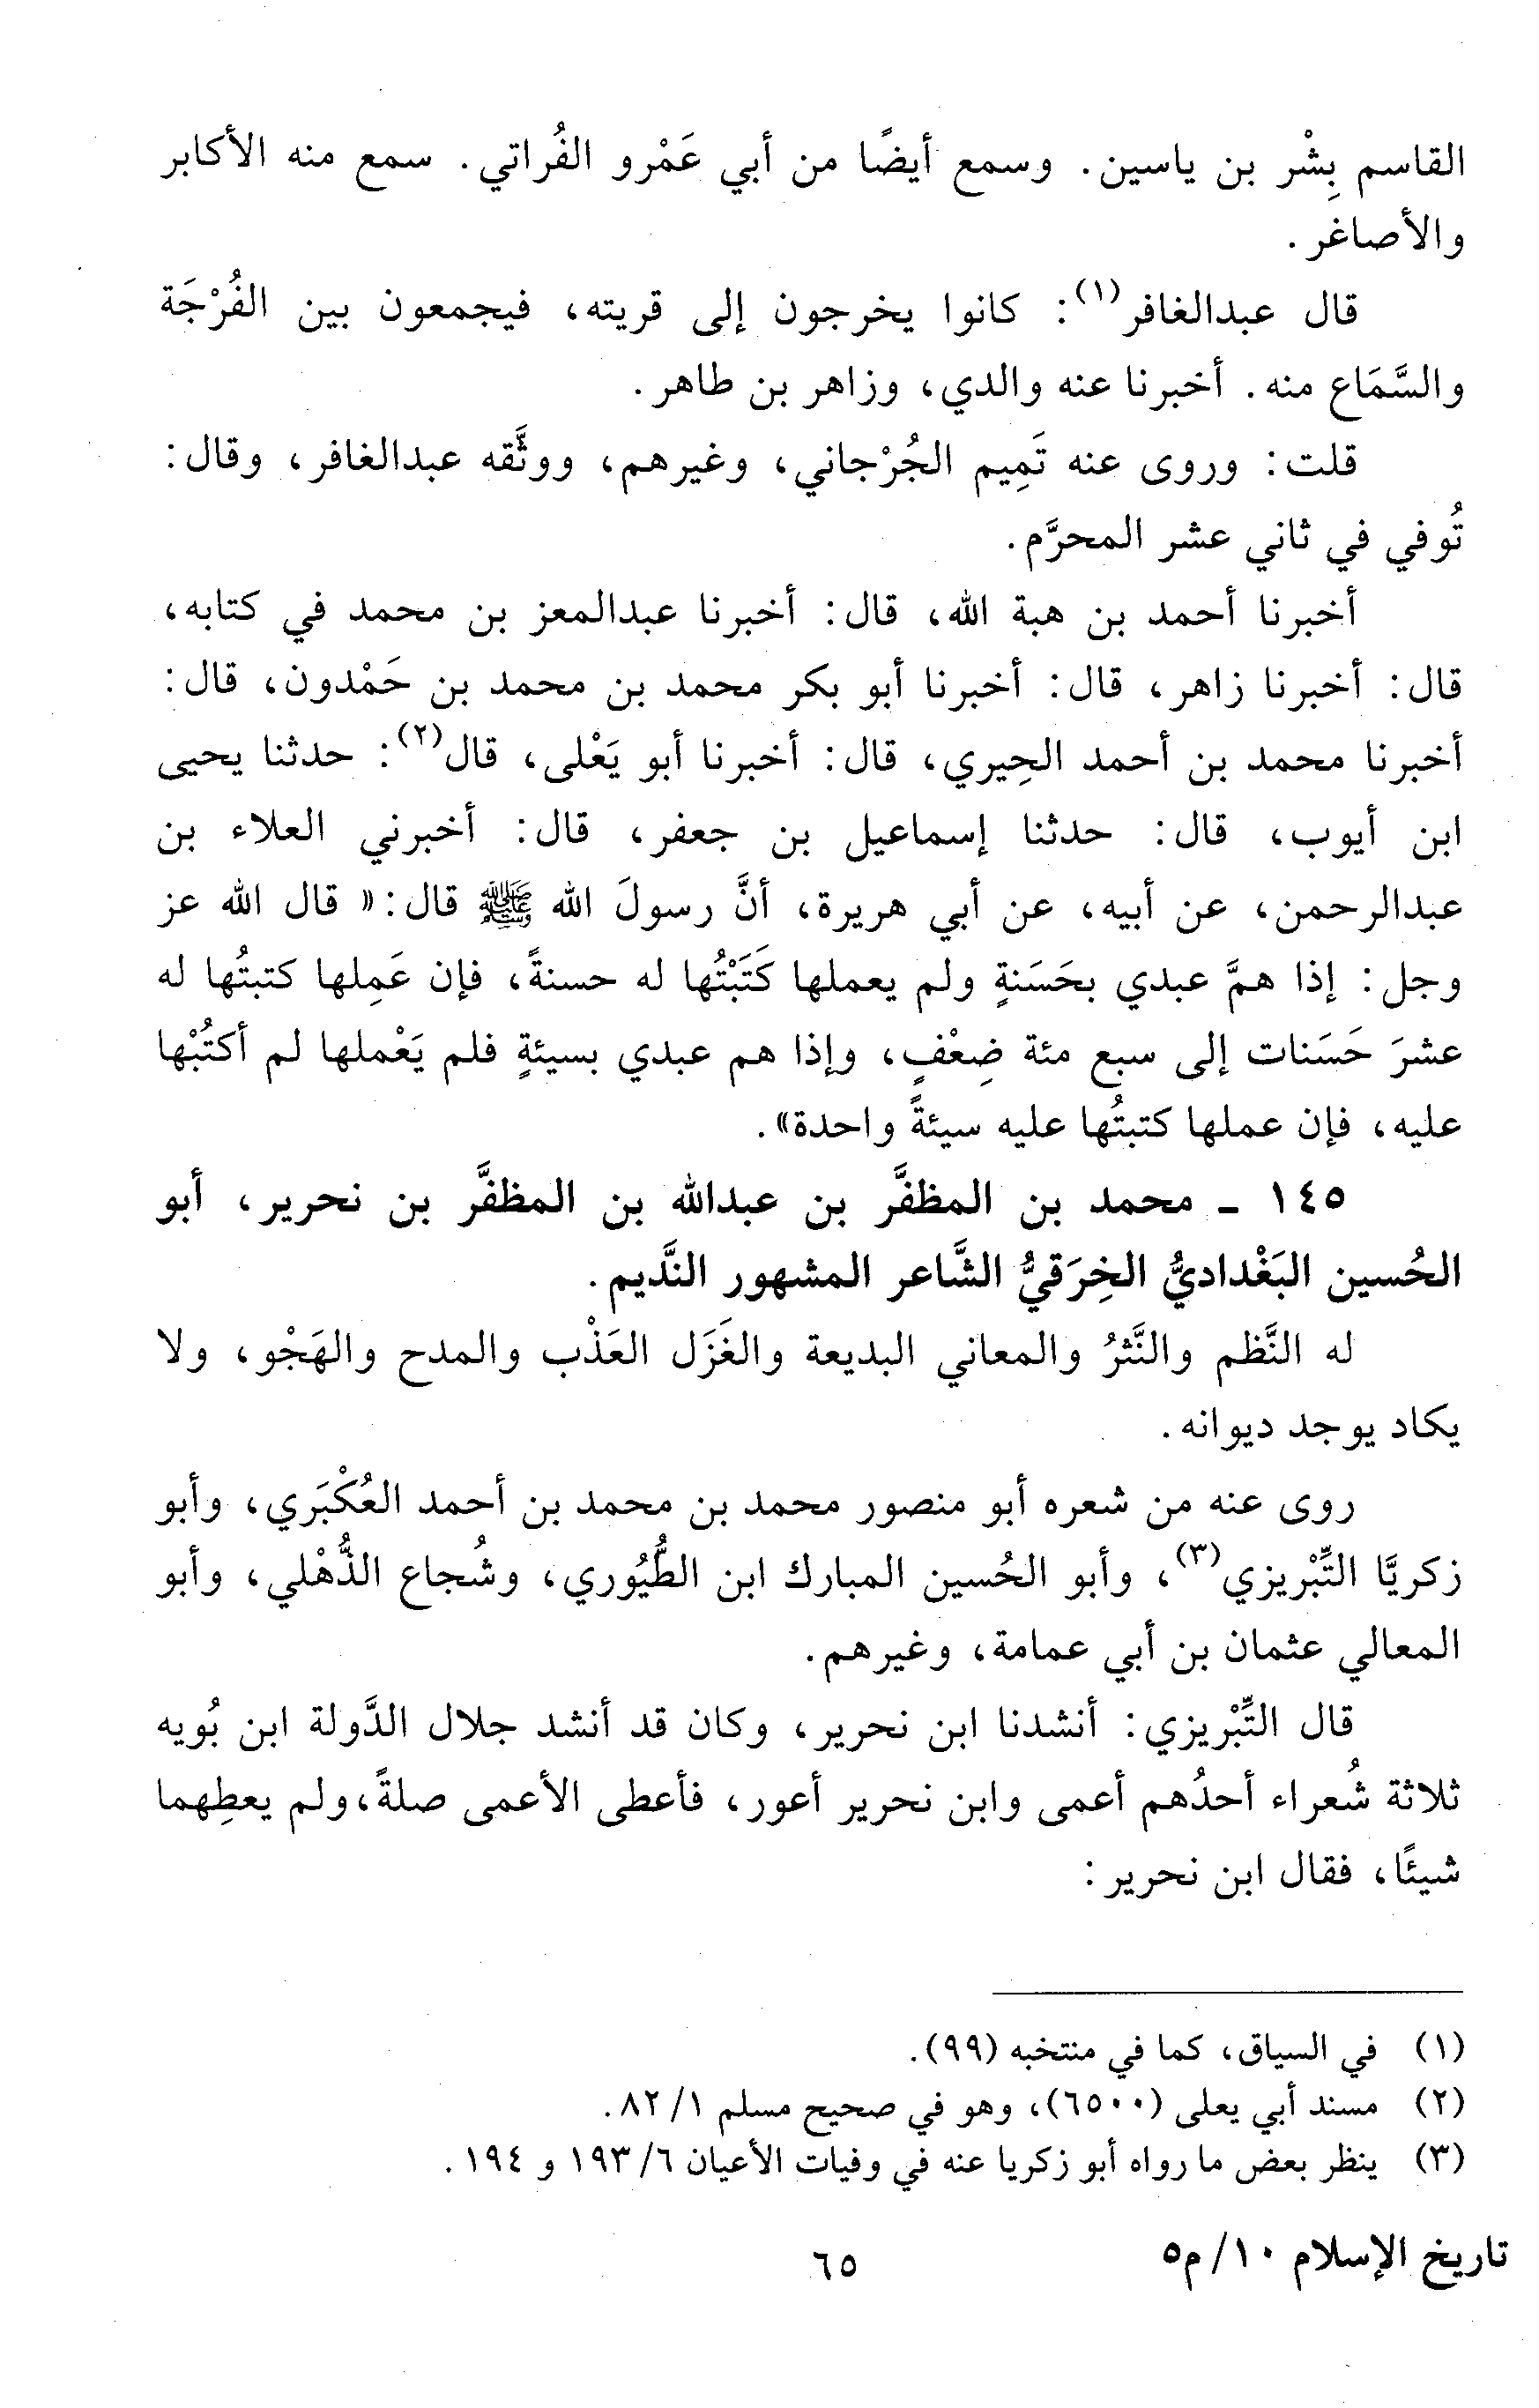 القاسم بِشْر بن ياسين. وسمع أيضًا من أبي عَمْرو الفُراتي. سمع منه الأكابر
والأصاغر.
قال عبدالغافر(١): كانوا يخرجون إلى قريته، فيجمعون بين الفُرْجَة
والسَّمَاع منه. أخبرنا عنه والدي، وزاهر بن طاهر.
قلت: وروى عنه تَمِيم الجُرْجاني، وغيرهم، ووثَّقه عبدالغافر، وقال:
تُوفي في ثاني عشر المحرَّم.
أخبرنا أحمد بن هبة الله، قال: أخبرنا عبدالمعز بن محمد في كتابه،
قال: أخبرنا زاهر، قال: أخبرنا أبو بكر محمد بن محمد بن حَمْدون، قال:
أخبرنا محمد بن أحمد الحِيري، قال: أخبرنا أبو يَعْلى، قال(٢): حدثنا يحيى
ابن أيوب، قال: حدثنا إسماعيل بن جعفر، قال: أخبرني العلاء بن
عبدالرحمن، عن أبيه، عن أبي هريرة، أنَّ رسولَ الله ﷺ قال: «قال الله عز
وجل: إذا همَّ عبدي بحَسَنةٍ ولم يعملها كَتَبْتُها له حسنةً، فإن عَمِلها كتبتُها له
عشرَ حَسَنات إلى سبع مئة ضِعْفٍ، وإذا هم عبدي بسيئةٍ فلم يَعْملها لم أكتُبْها
عليه، فإن عملها كتبتُها عليه سيئةً واحدة».
١٤٥ - محمد بن المظفَّر بن عبدالله بن المظفَّر بن نحرير، أبو
الحُسين البَغْداديُّ الخِرَقيُّ الشَّاعر المشهور النَّديم.
له النَّظم والنَّثرُ والمعاني البديعة والغَزَل العَذْب والمدح والهَجْو، ولا
يكاد يوجد ديوانه.
روى عنه من شعره أبو منصور محمد بن محمد بن أحمد العُكْبَري، وأبو
زكريَّا التِّبْريزي(٣)، وأبو الحُسين المبارك ابن الطُّيُوري، وشُجاع الذُّهْلي، وأبو
المعالي عثمان بن أبي عمامة، وغيرهم.
قال التِّبْريزي: أنشدنا ابن نحرير، وكان قد أنشد جلال الدَّولة ابن بُويه
ثلاثة شُعراء أحدُهم أعمى وابن نحرير أعور، فأعطى الأعمى صلةً، ولم يعطِهما
شيئًا، فقال ابن نحرير:
(١) في السياق، كما في منتخبه (٩٩).
(٢) مسند أبي يعلى (٦٥٠٠)، وهو في صحيح مسلم ١/ ٨٢.
(٣) ينظر بعض ما رواه أبو زكريا عنه في وفيات الأعيان ٦/ ١٩٣ و ١٩٤.
تاريخ الإسلام ١٠/ م٥
٦٥